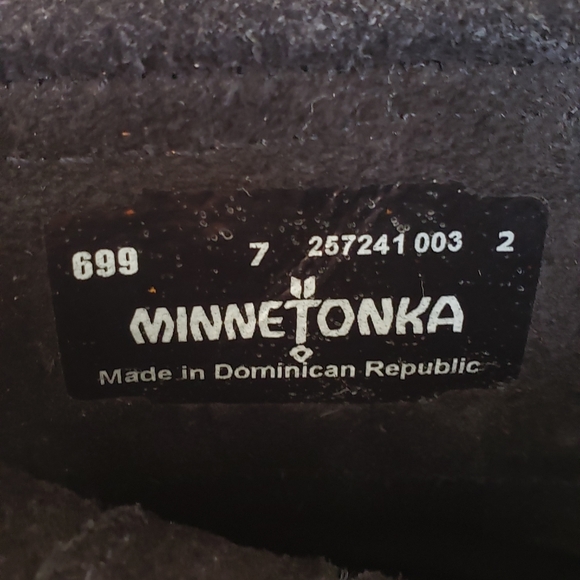 699 7 257241 003 2
MINNETONKA
Made in Dominican Republic